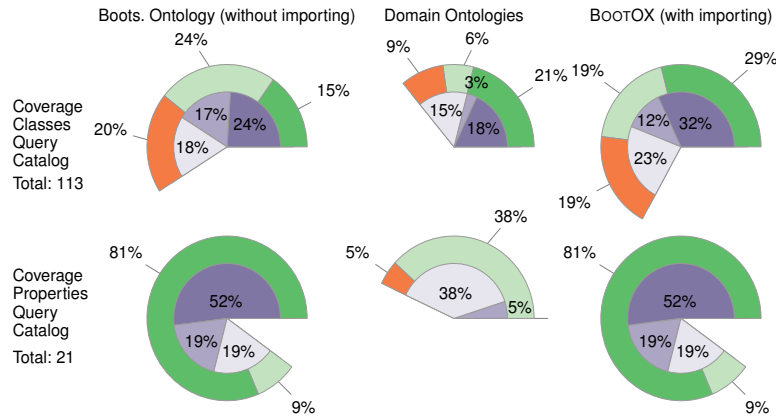 Boots. Ontology (without importing)
Domain Ontologies
BOOTOX (with importing)
Coverage
Classes
Query
Catalog
Total: 113
24%
15%
20%
17%
24%
18%
9%
6%
21%
3%
15%
18%
19%
29%
12%
32%
23%
19%
Coverage
Properties
Query
Catalog
Total: 21
81%
52%
19%
19%
9%
5%
38%
38%
5%
81%
52%
19%
19%
9%